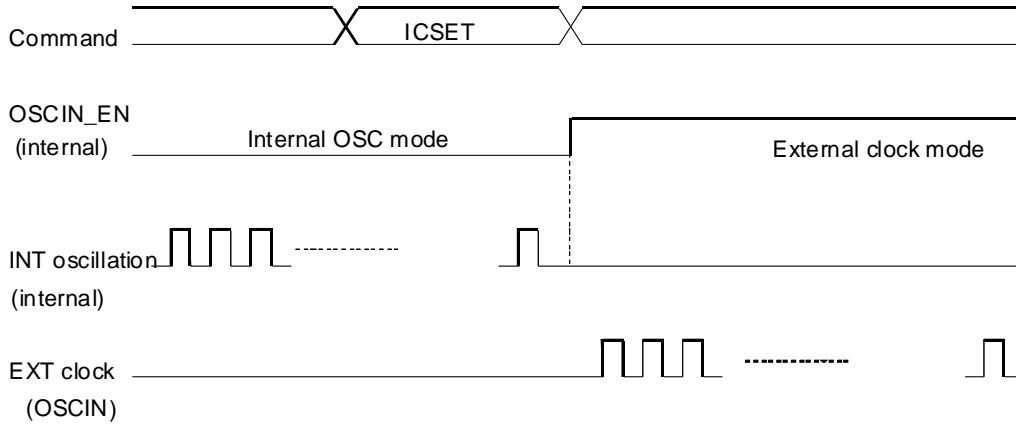 Command
ICSET
OSCIN_EN
(internal)
Internal OSC mode
External clock mode
INT oscillation
(internal)
EXT clock
(OSCIN)